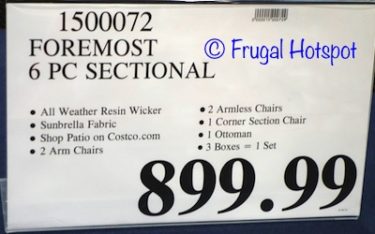 1500072
FOREMOST
6 PC SECTIONAL
© Frugal Hotspot
• All Weather Resin Wicker
• Sunbrella Fabric
• Shop Patio on Costco.com
• 2 Arm Chairs
• 2 Armless Chairs
• 1 Corner Section Chair
• 1 Ottoman
• 3 Boxes = 1 Set
899.99